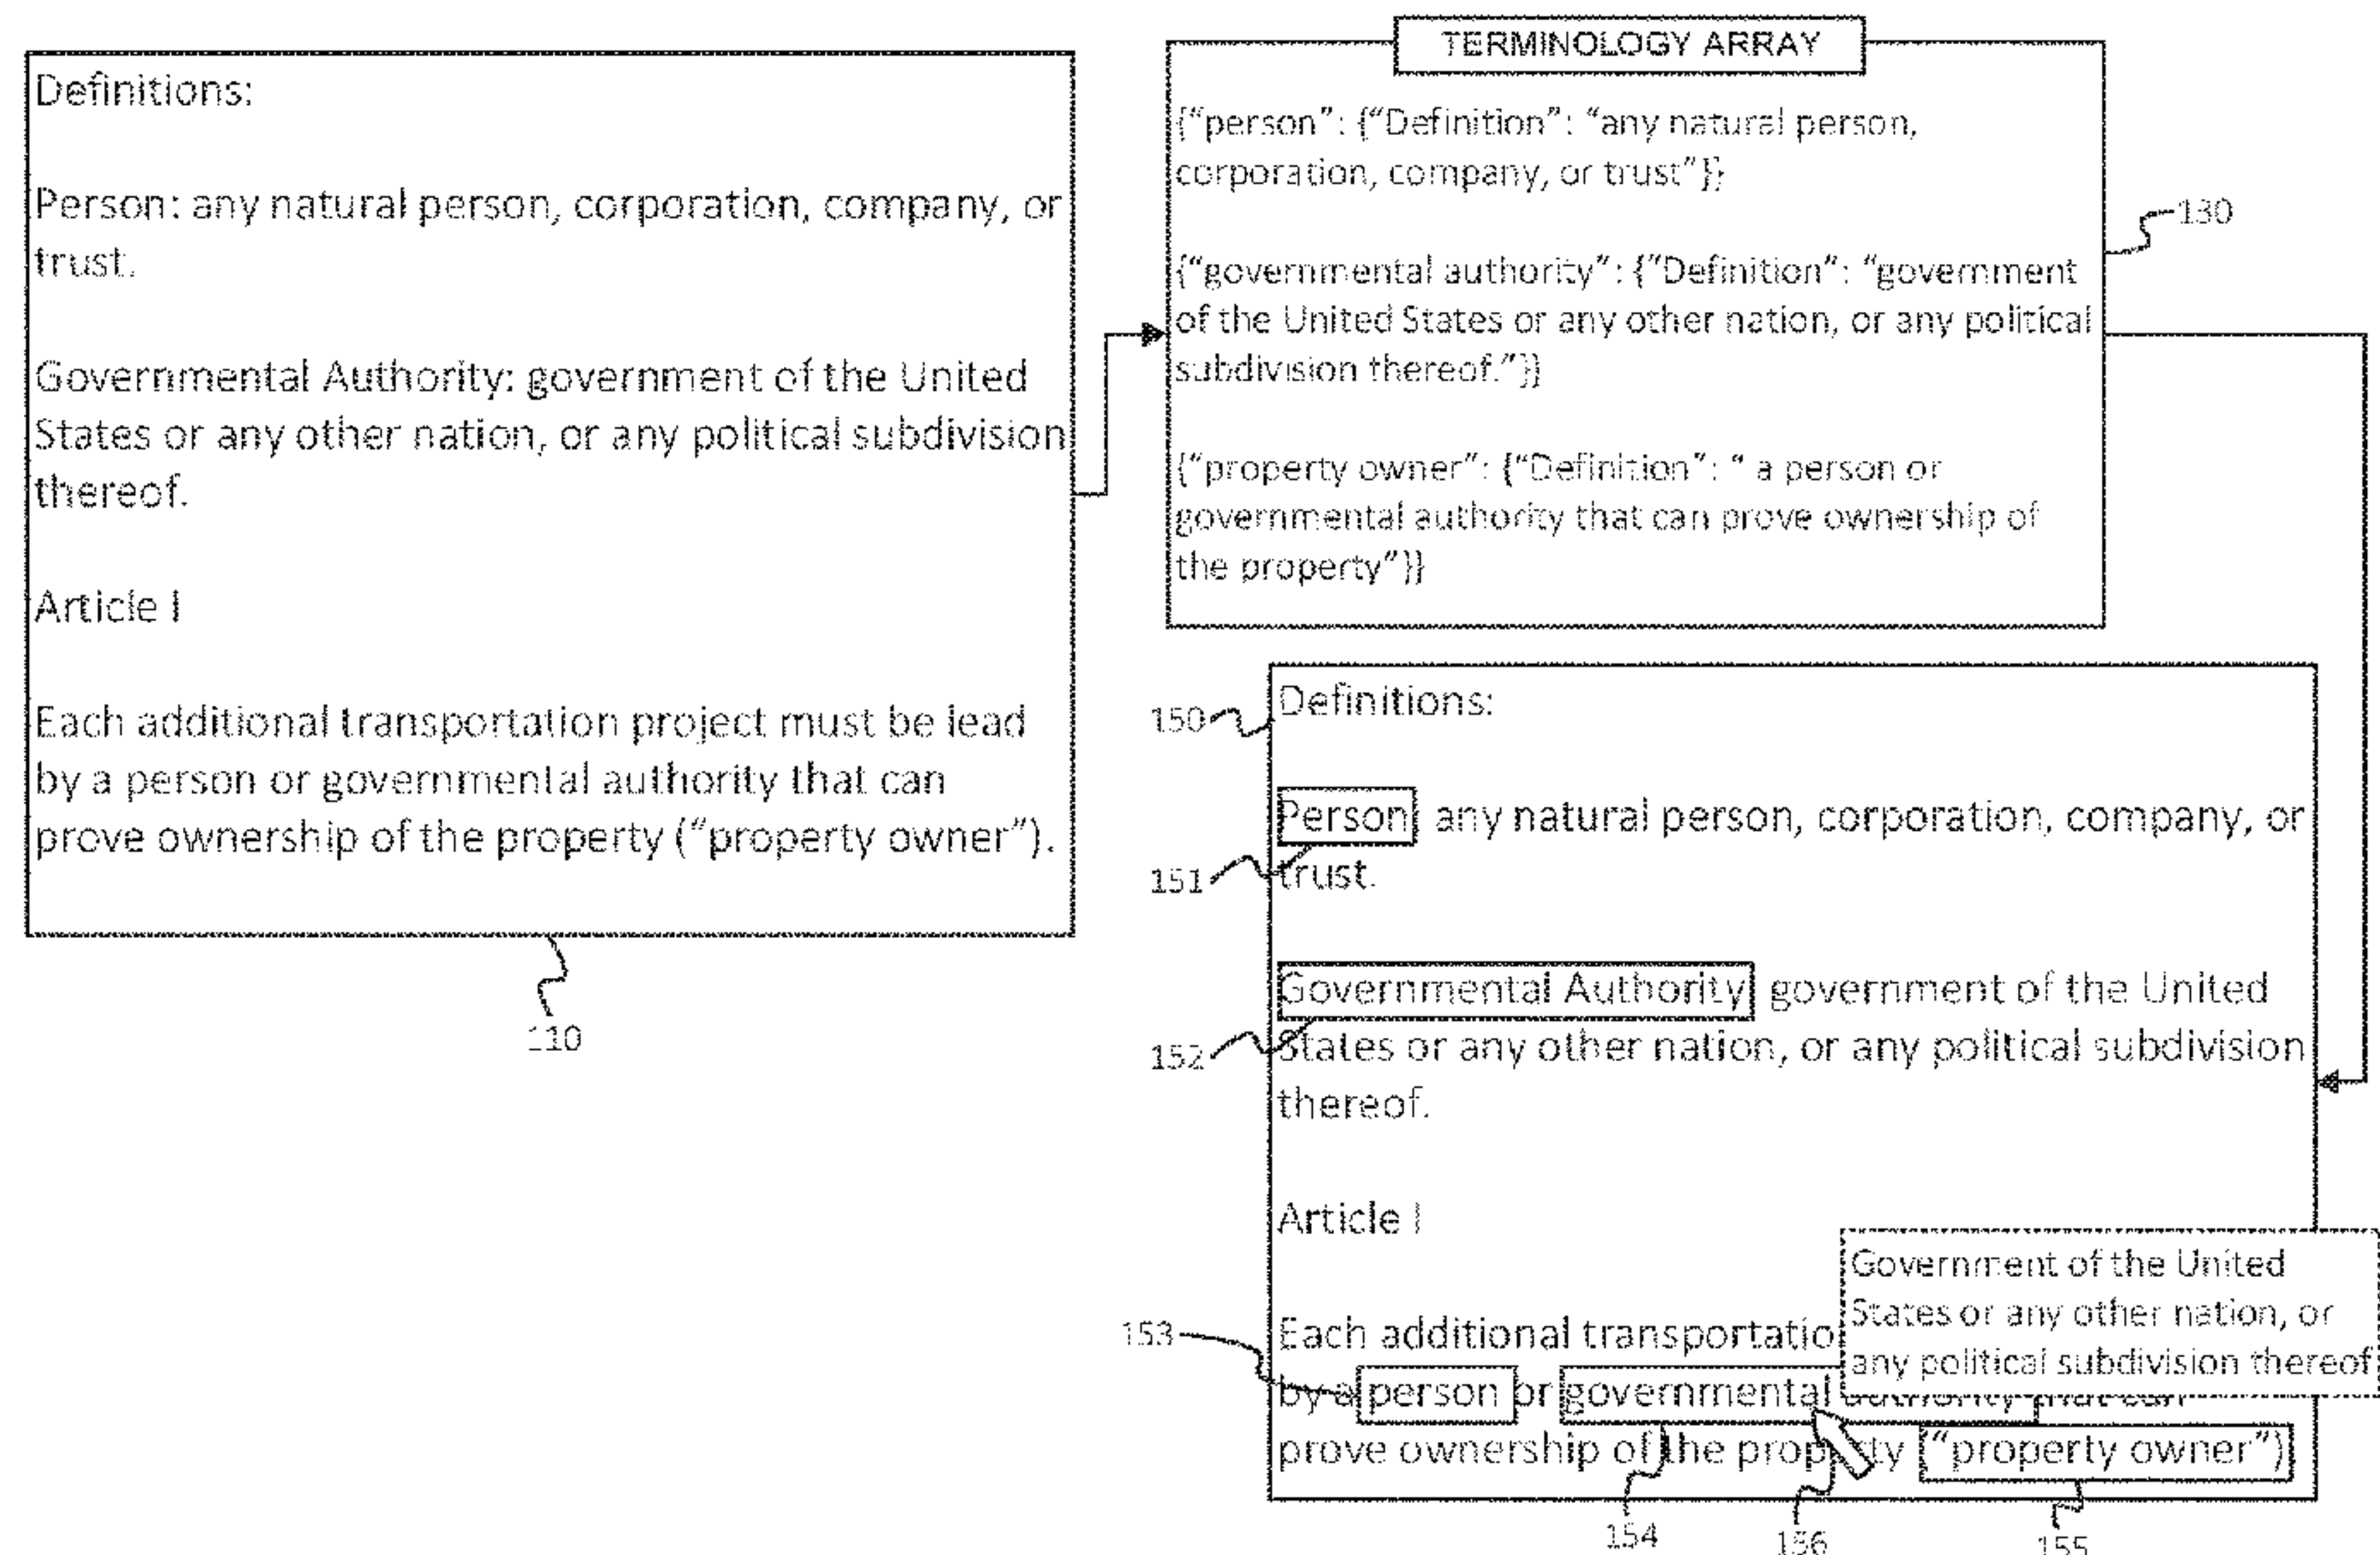 Definitions:
Person: any natural person, corporation, company, or
trust.
Governmental Authority: government of the United
States or any other nation, or any political subdivision
thereof.
Article I
Each additional transportation project must be lead
by a person or governmental authority that can
prove ownership of the property (“property owner”).
110
TERMINOLOGY ARRAY
{“person”: {“Definition”: “any natural person,
corporation, company, or trust”}}
{“governmental authority”: {“Definition”: “government
of the United States or any other nation, or any political
subdivision thereof.”}}
{“property owner”: {“Definition”: “ a person or
governmental authority that can prove ownership of
the property”}}
130
150
Definitions:
151
Person any natural person, corporation, company, or
trust.
152
Governmental Authority government of the United
States or any other nation, or any political subdivision
thereof.
Article I
Government of the United
States or any other nation, or
any political subdivision thereof
153
Each additional transportatio
by a person or governmental authority that can
prove ownership of the property (“property owner”)
154
156
155